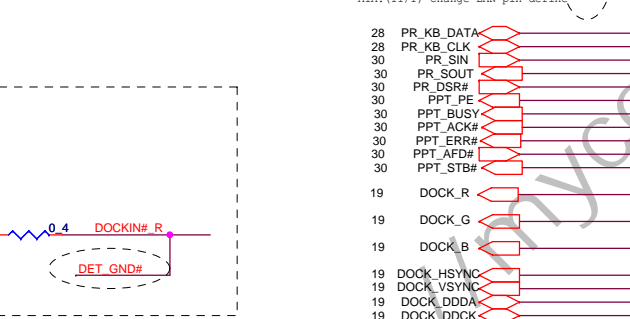 28 PR_KB_DATA
28 PR_KB_CLK
30 PR_SIN
30 PR_SOUT
30 PR_DSR#
30 PPT_PE
30 PPT_BUSY
30 PPT_ACK#
30 PPT_ERR#
30 PPT_AFD#
30 PPT_STB#
19 DOCK_R
19 DOCK_G
0_4 DOCKIN#_R
19 DOCK_B
DET_GND#
19 DOCK_HSYNC
19 DOCK_VSYNC
19 DOCK_DDDA
19 DOCK_DDCK
//myc